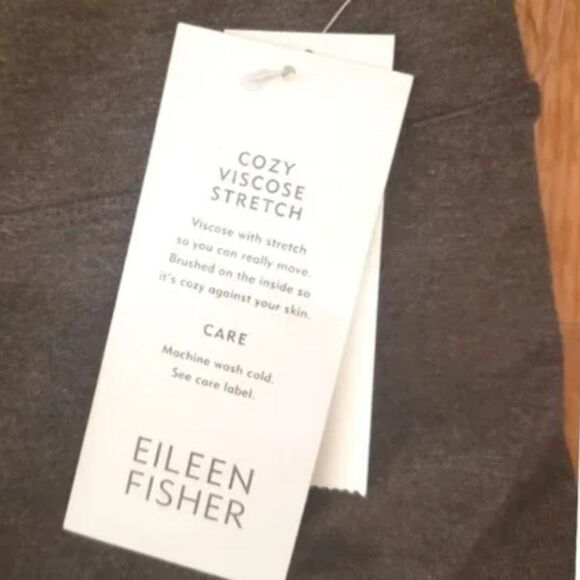 COZY
VISCOSE
STRETCH
Viscose with stretch
so you can really move.
Brushed on the inside so
it's cozy against your skin.
CARE
Machine wash cold.
See care label.
EILEEN
FISHER